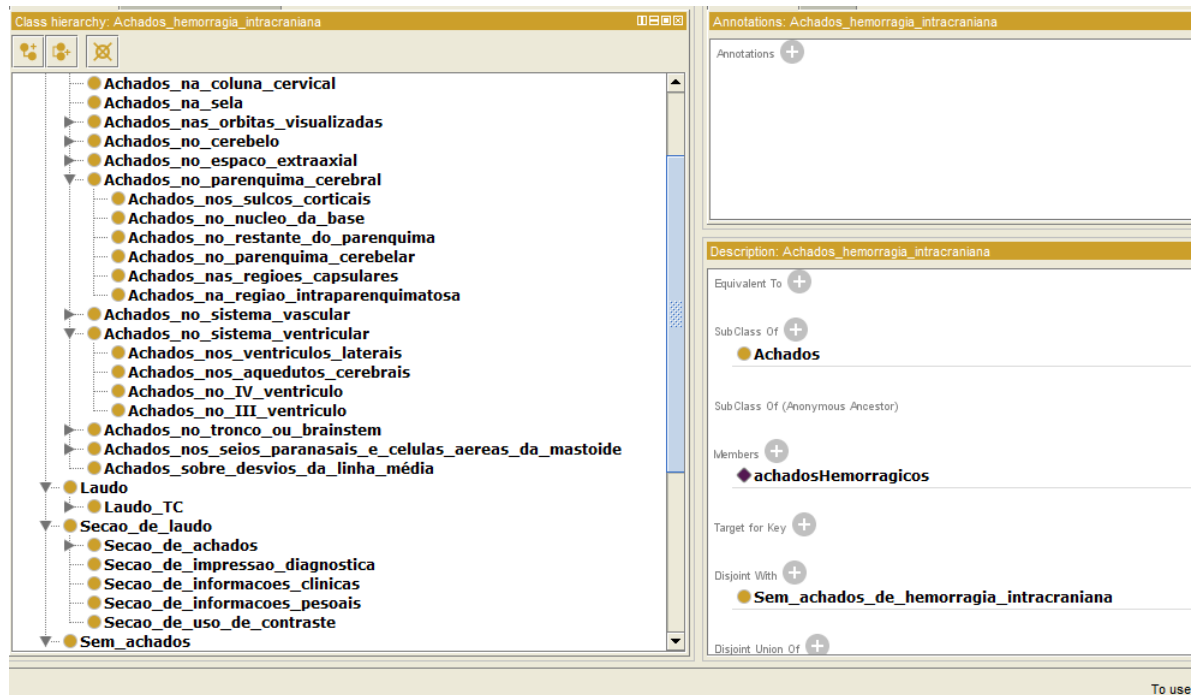 Class hierarchy: Achados_hemorragia_intracraniana
Achados_na_coluna_cervical
Achados_na_sela
Achados_nas_orbitas_visualizadas
Achados_no_cerebelo
Achados_no_espaco_extraaxial
Achados_no_parenquima_cerebral
Achados_nos_sulcos_corticais
Achados_no_nucleo_da_base
Achados_no_restante_do_parenquima
Achados_no_parenquima_cerebelar
Achados_nas_regioes_capsulares
Achados_na_regiao_intraparenquimatosa
Achados_no_sistema_vascular
Achados_no_sistema_ventricular
Achados_nos_ventriculos_laterais
Achados_nos_aquedutos_cerebrais
Achados_no_IV_ventriculo
Achados_no_III_ventriculo
Achados_no_tronco_ou_brainstem
Achados_nos_seios_paranasais_e_celulas_aereas_da_mastoide
Achados_sobre_desvios_da_linha_média
Laudo
Laudo_TC
Secao_de_laudo
Secao_de_achados
Secao_de_impressao_diagnostica
Secao_de_informacoes_clinicas
Secao_de_informacoes_pesoais
Secao_de_uso_de_contraste
Sem_achados
Annotations: Achados_hemorragia_intracraniana
Annotations
Description: Achados_hemorragia_intracraniana
Equivalent To
SubClass Of
Achados
SubClass Of (Anonymous Ancestor)
Members
achadosHemorragicos
Target for Key
Disjoint With
Sem_achados_de_hemorragia_intracraniana
Disjoint Union Of
To use